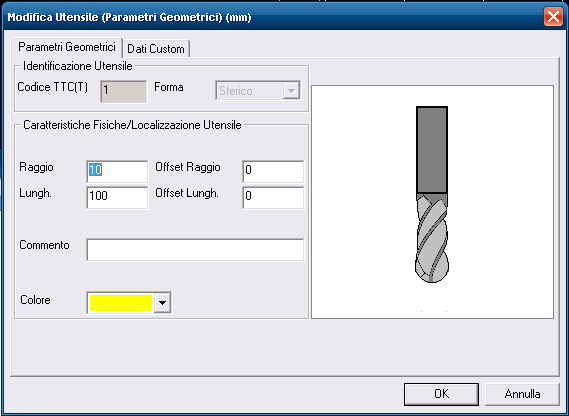 Modifica Utensile (Parametri Geometrici) (mm)
Parametri Geometrici Dati Custom
Identificazione Utensile
Codice TTC(T) 1 Forma Sferico
Caratteristiche Fisiche/Localizzazione Utensile
Raggio 10 Offset Raggio 0
Lungh. 100 Offset Lungh. 0
Commento
Colore
OK Annulla